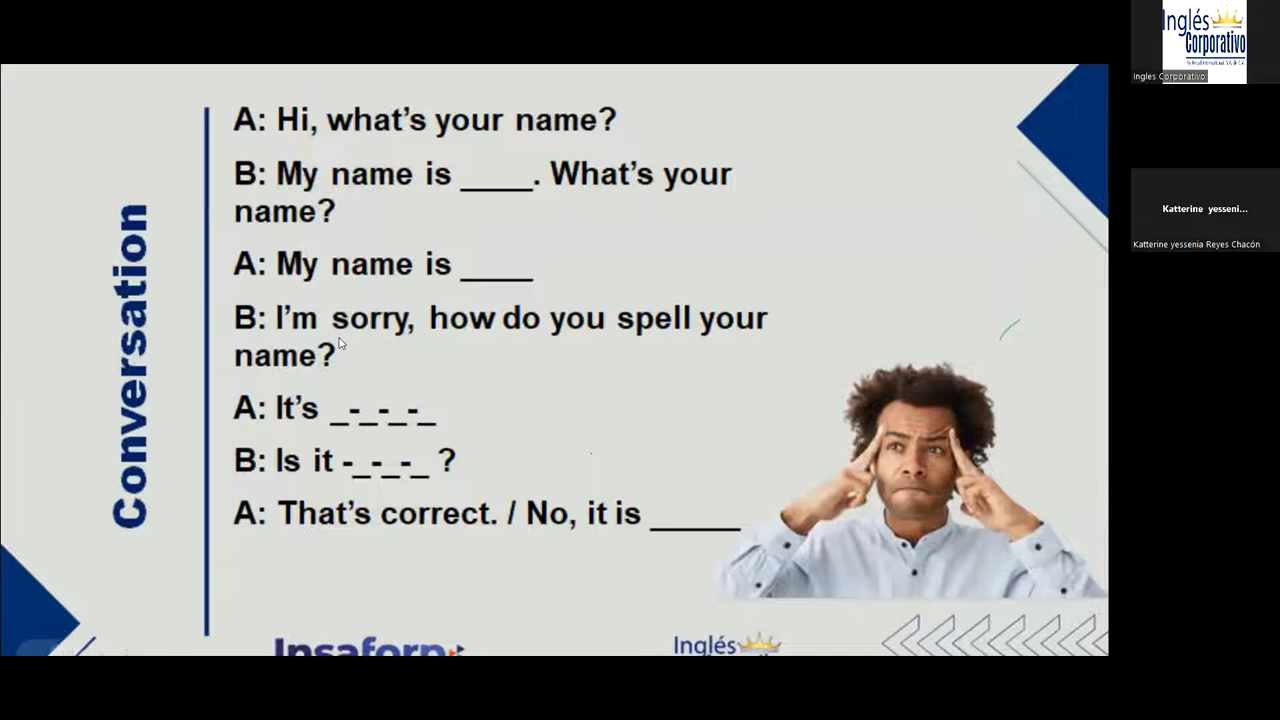 Conversation
A: Hi, what's your name?
B: My name is ____. What's your
name?
A: My name is ____
B: I'm sorry, how do you spell your
name?
A: It's _-_-_-_
B: Is it -_-_-_ ?
A: That's correct. / No, it is _____
Insaforp
Inglés
Inglés
Corporativo
Ingles Corporativo
Katterine yesseni...
Katterine yessenia Reyes Chacón